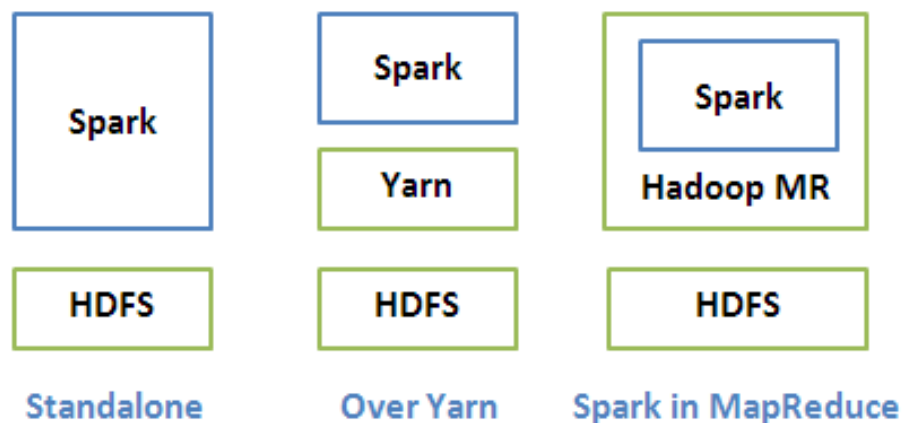 Spark
HDFS
Standalone
Spark
Yarn
HDFS
Over Yarn
Spark
Hadoop MR
HDFS
Spark in MapReduce